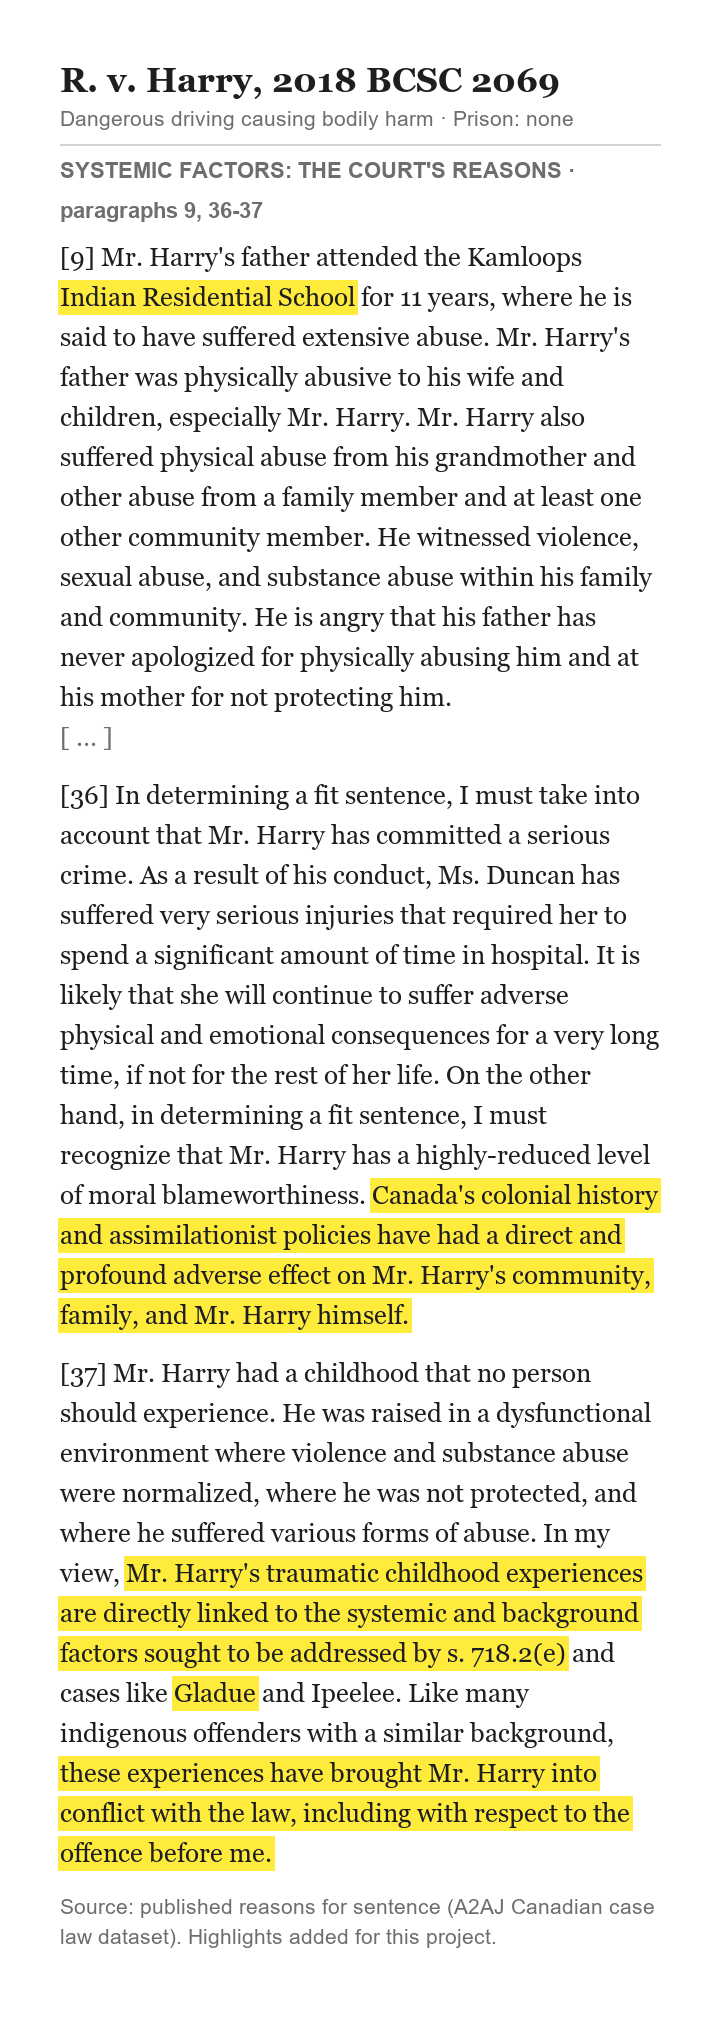 R. v. Harry, 2018 BCSC 2069
Dangerous driving causing bodily harm · Prison: none
SYSTEMIC FACTORS: THE COURT'S REASONS ·
paragraphs 9, 36-37
[9] Mr. Harry's father attended the Kamloops
Indian Residential School for 11 years, where he is
said to have suffered extensive abuse. Mr. Harry's
father was physically abusive to his wife and
children, especially Mr. Harry. Mr. Harry also
suffered physical abuse from his grandmother and
other abuse from a family member and at least one
other community member. He witnessed violence,
sexual abuse, and substance abuse within his family
and community. He is angry that his father has
never apologized for physically abusing him and at
his mother for not protecting him.
[ ... ]
[36] In determining a fit sentence, I must take into
account that Mr. Harry has committed a serious
crime. As a result of his conduct, Ms. Duncan has
suffered very serious injuries that required her to
spend a significant amount of time in hospital. It is
likely that she will continue to suffer adverse
physical and emotional consequences for a very long
time, if not for the rest of her life. On the other
hand, in determining a fit sentence, I must
recognize that Mr. Harry has a highly-reduced level
of moral blameworthiness. Canada's colonial history
and assimilationist policies have had a direct and
profound adverse effect on Mr. Harry's community,
family, and Mr. Harry himself.
[37] Mr. Harry had a childhood that no person
should experience. He was raised in a dysfunctional
environment where violence and substance abuse
were normalized, where he was not protected, and
where he suffered various forms of abuse. In my
view, Mr. Harry's traumatic childhood experiences
are directly linked to the systemic and background
factors sought to be addressed by s. 718.2(e) and
cases like Gladue and Ipeelee. Like many
indigenous offenders with a similar background,
these experiences have brought Mr. Harry into
conflict with the law, including with respect to the
offence before me.
Source: published reasons for sentence (A2AJ Canadian case
law dataset). Highlights added for this project.